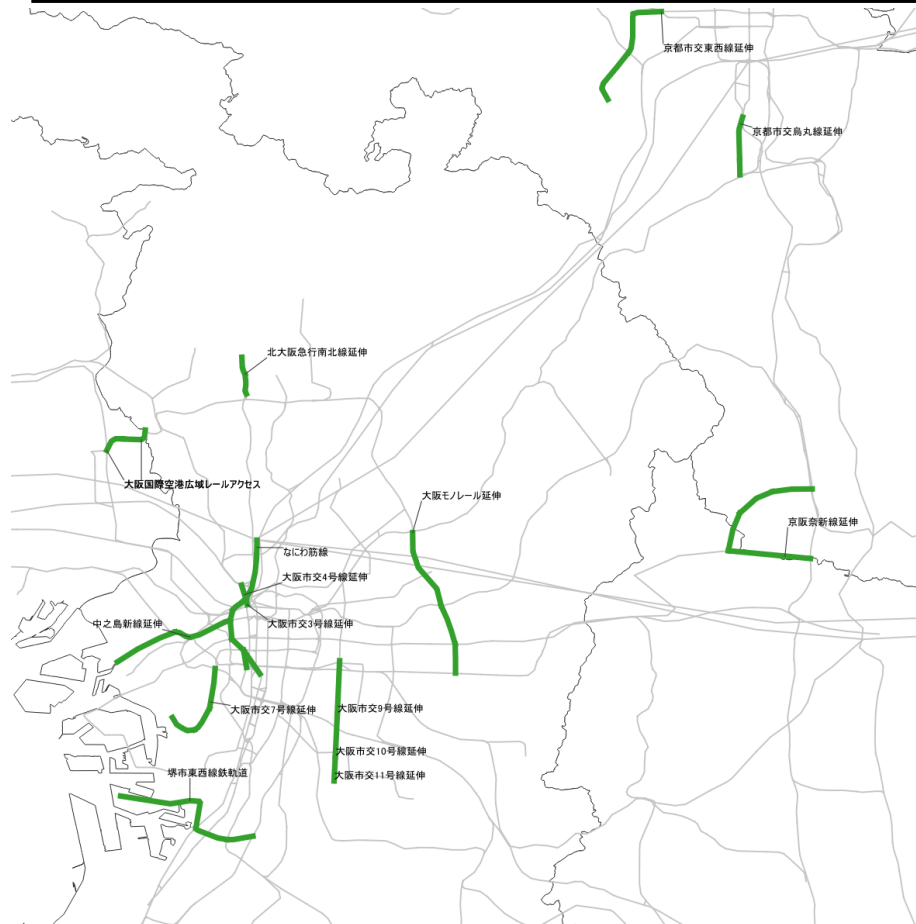 京都市交東西線延伸
京都市交烏丸線延伸
北大阪急行南北線延伸
大阪国際空港広域レールアクセス
大阪モノレール延伸
京阪奈新線延伸
なにわ筋線
大阪市交4号線延伸
中之島新線延伸
大阪市交3号線延伸
大阪市交7号線延伸
大阪市交9号線延伸
大阪市交10号線延伸
堺市東西線鉄軌道
大阪市交11号線延伸